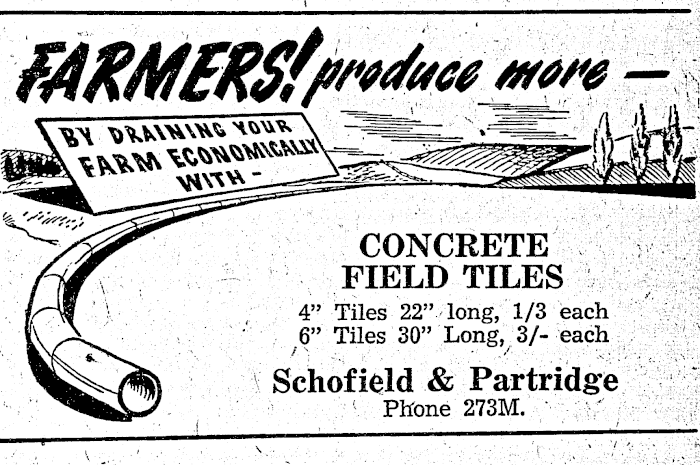 FARMERS! produce more —
BY DRAINING YOUR
FARM ECONOMICALLY
WITH –
CONCRETE
FIELD TILES
4” Tiles 22” long, 1/3 each
6” Tiles 30” Long, 3/- each
Schofield & Partridge
Phone 273M.